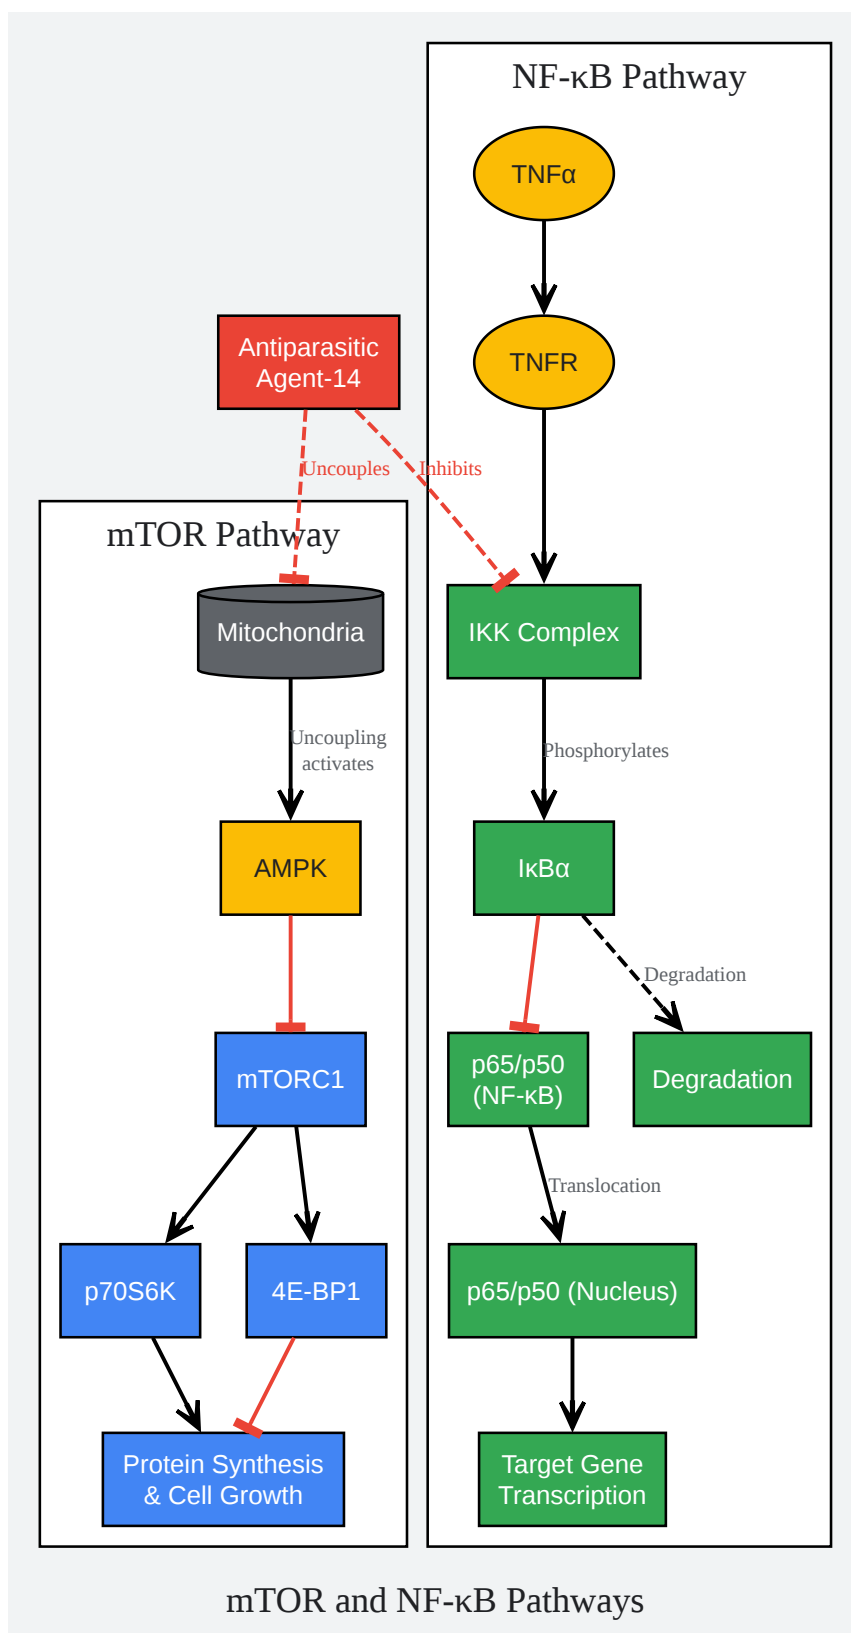 NF-κB Pathway
TNFα
TNFR
Antiparasitic
Agent-14
Uncouples
Inhibits
mTOR Pathway
Mitochondria
IKK Complex
Uncoupling
activates
Phosphorylates
AMPK
IκBα
Degradation
mTORC1
p65/p50
(NF-κB)
Degradation
Translocation
p70S6K
4E-BP1
p65/p50 (Nucleus)
Protein Synthesis
& Cell Growth
Target Gene
Transcription
mTOR and NF-κB Pathways